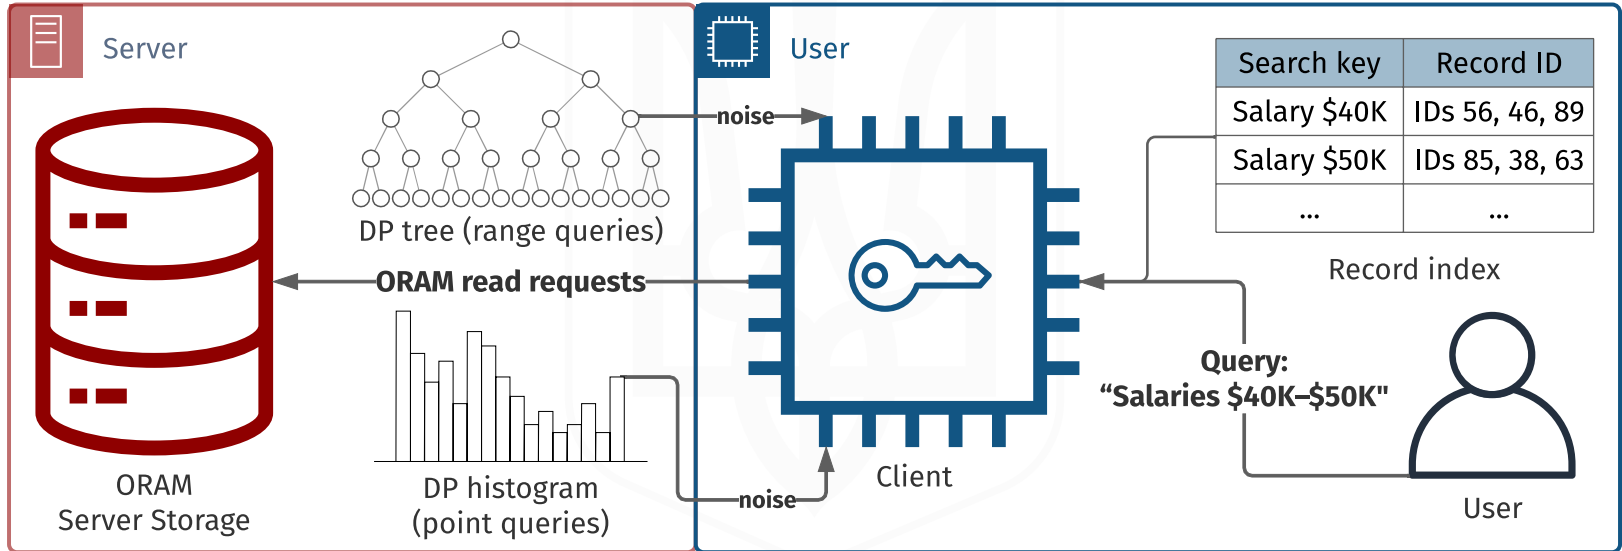 Server
User
noise
DP tree (range queries)
ORAM read requests
DP histogram
(point queries)
noise
ORAM
Server Storage
Client
Search key Record ID
Salary $40K IDs 56, 46, 89
Salary $50K IDs 85, 38, 63
... ...
Record index
Query:
“Salaries $40K–$50K"
User